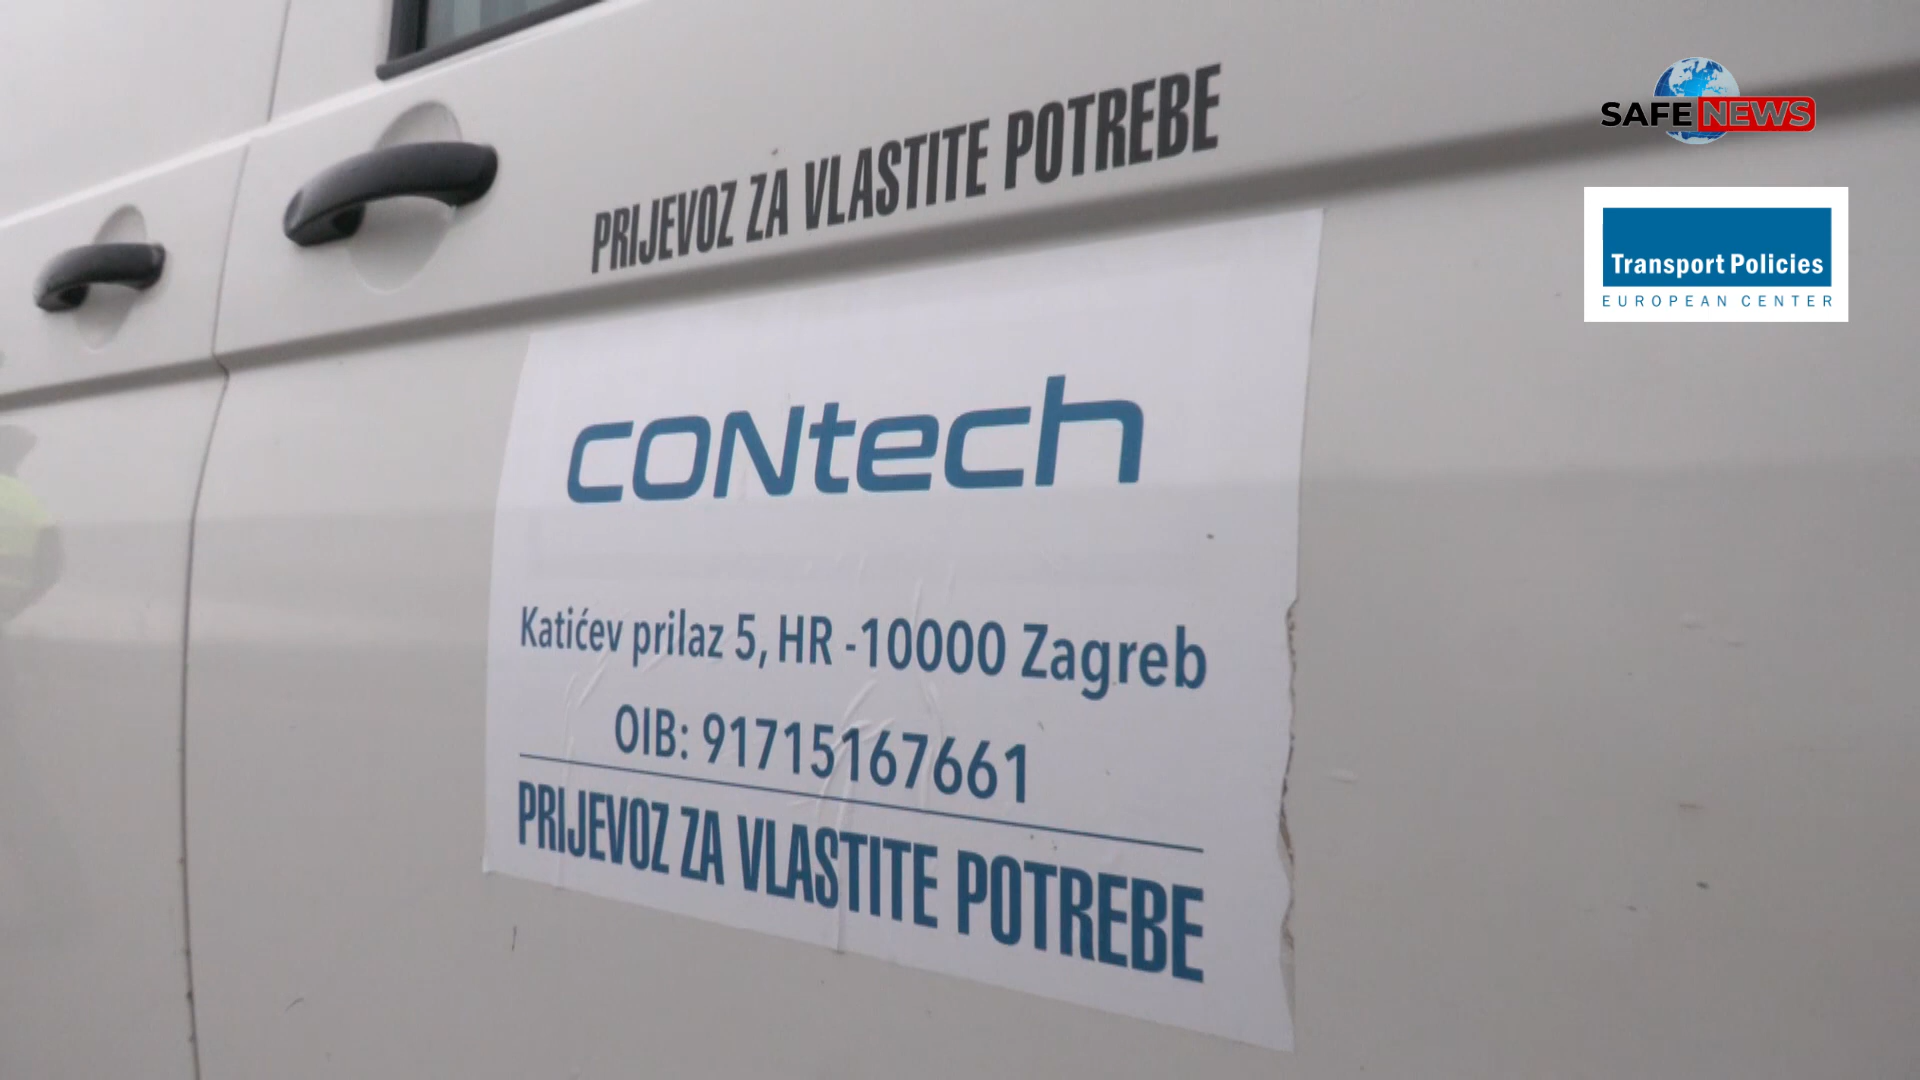 PRIJEVOZ ZA VLASTITE POTREBE
SAFE NEWS
Transport Policies
EUROPEAN CENTER
CONtech
Katićev prilaz 5, HR -10000 Zagreb
OIB: 91715167661
PRIJEVOZ ZA VLASTITE POTREBE